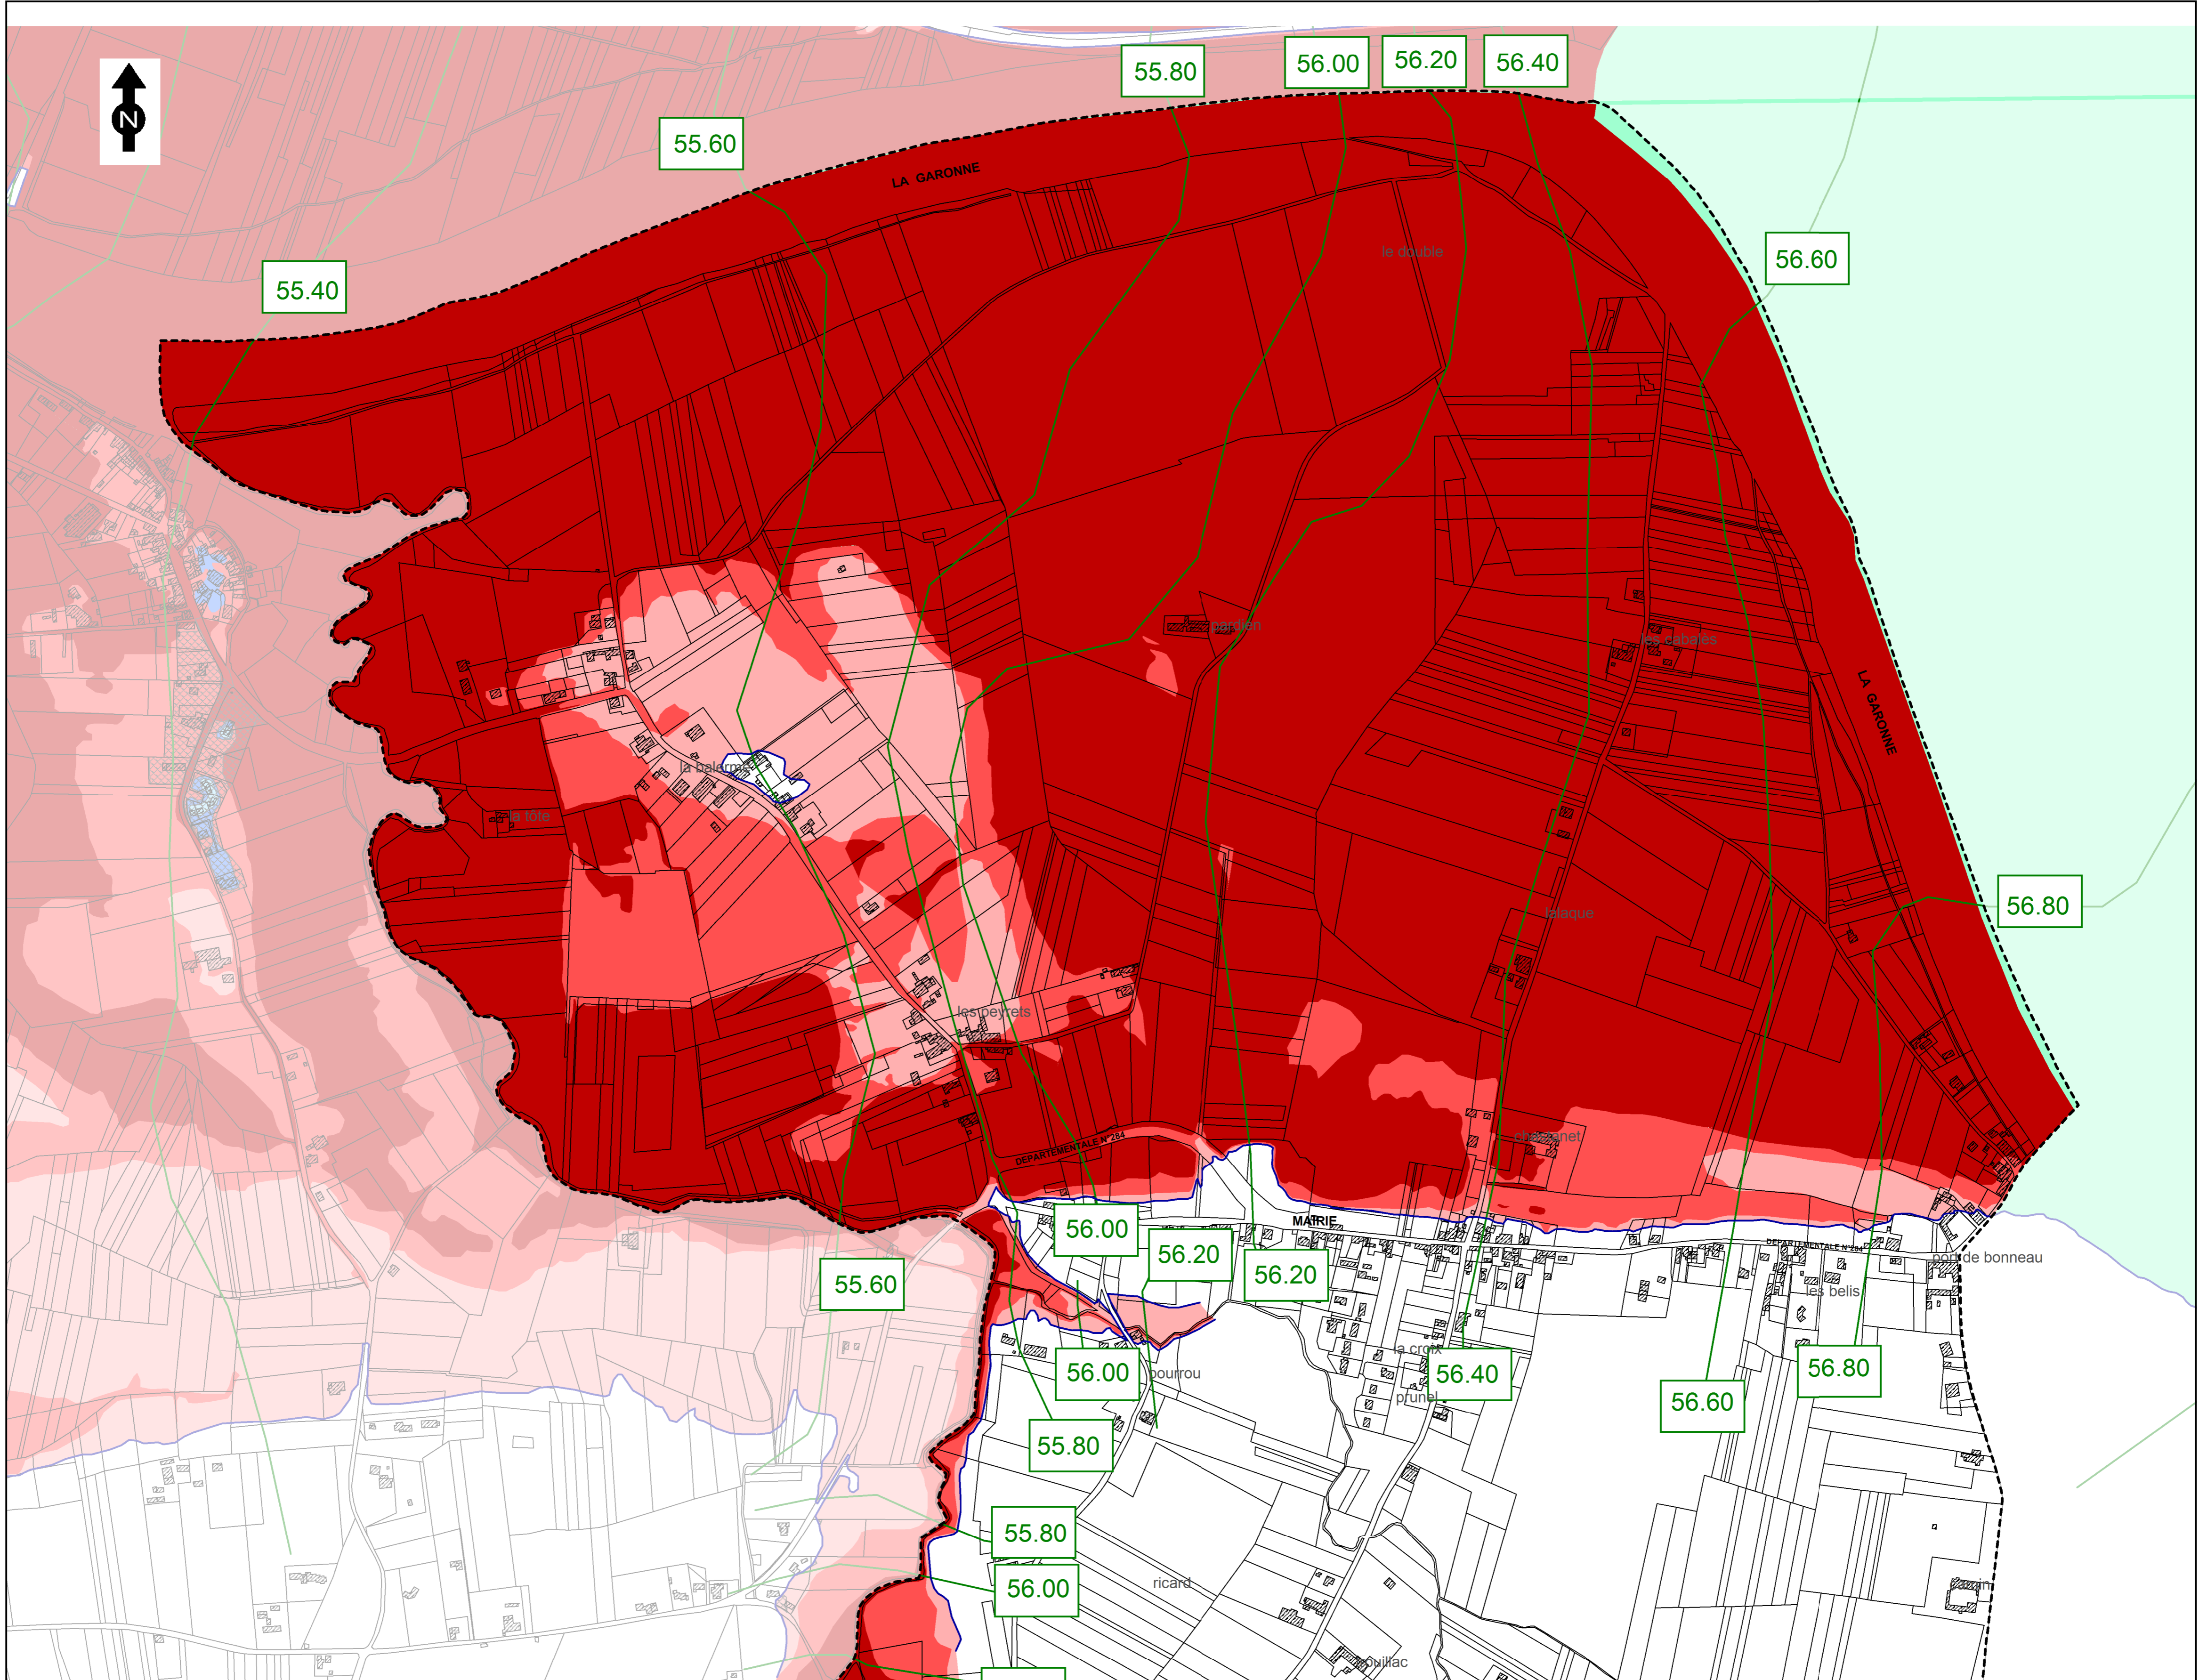 55.80
56.00
56.20
56.40
N
55.60
LA GARONNE
le double
56.60
55.40
pardien
les cabales
LA GARONNE
la balerme
la tôte
lalaque
56.80
les peyrets
DEPARTEMENTALE N°284
chabanet
MAIRIE
56.00
56.20
56.20
55.60
DEPARTEMENTALE N°284
port de bonneau
les belis
la croix
56.00
pourrou
56.40
56.80
prunel
56.60
55.80
55.80
56.00
ricard